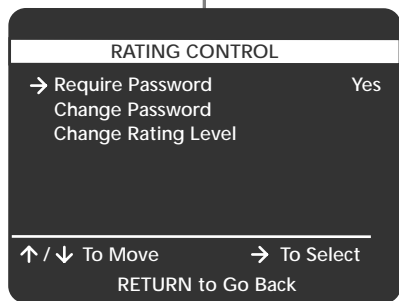 RATING CONTROL
→ Require Password Yes
Change Password
Change Rating Level
↑ / ↓ To Move → To Select
RETURN to Go Back